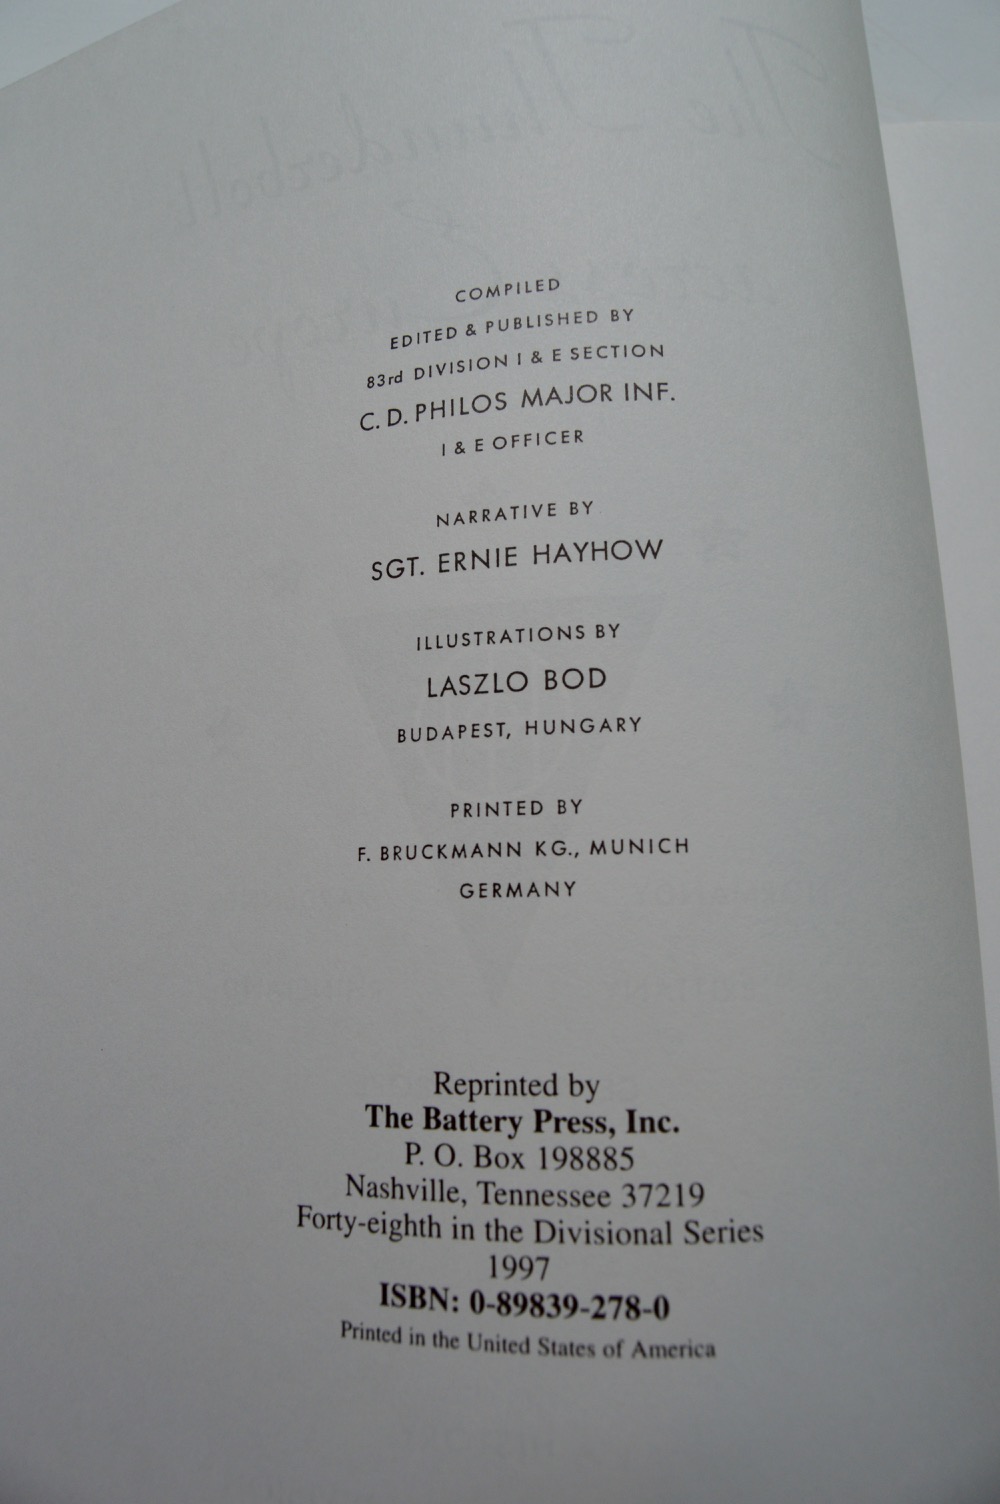 COMPILED
EDITED & PUBLISHED BY
83rd DIVISION I & E SECTION
C. D. PHILOS MAJOR INF.
I & E OFFICER
NARRATIVE BY
SGT. ERNIE HAYHOW
ILLUSTRATIONS BY
LASZLO BOD
BUDAPEST, HUNGARY
PRINTED BY
F. BRUCKMANN KG., MUNICH
GERMANY
Reprinted by
The Battery Press, Inc.
P. O. Box 198885
Nashville, Tennessee 37219
Forty-eighth in the Divisional Series
1997
ISBN: 0-89839-278-0
Printed in the United States of America